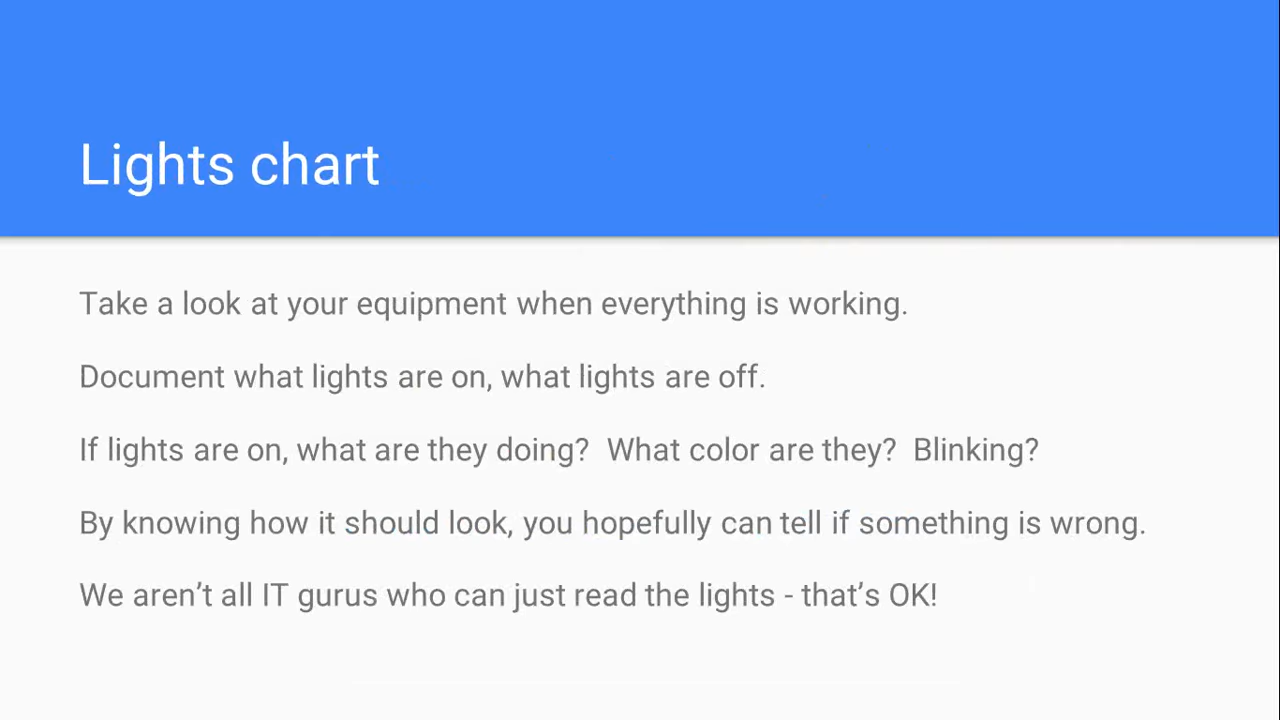 Lights chart
Take a look at your equipment when everything is working.
Document what lights are on, what lights are off.
If lights are on, what are they doing?  What color are they?  Blinking?
By knowing how it should look, you hopefully can tell if something is wrong.
We aren’t all IT gurus who can just read the lights - that’s OK!